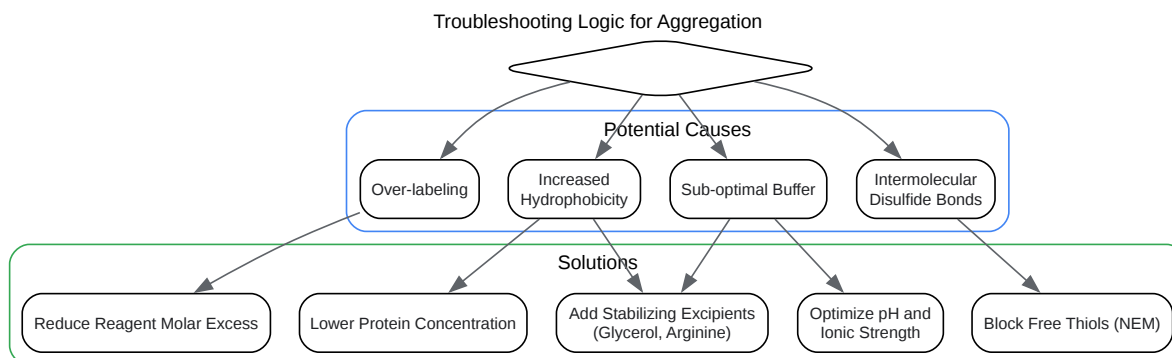 Troubleshooting Logic for Aggregation
Potential Causes
Over-labeling
Increased
Hydrophobicity
Sub-optimal Buffer
Intermolecular
Disulfide Bonds
Solutions
Reduce Reagent Molar Excess
Lower Protein Concentration
Add Stabilizing Excipients
(Glycerol, Arginine)
Optimize pH and
Ionic Strength
Block Free Thiols (NEM)